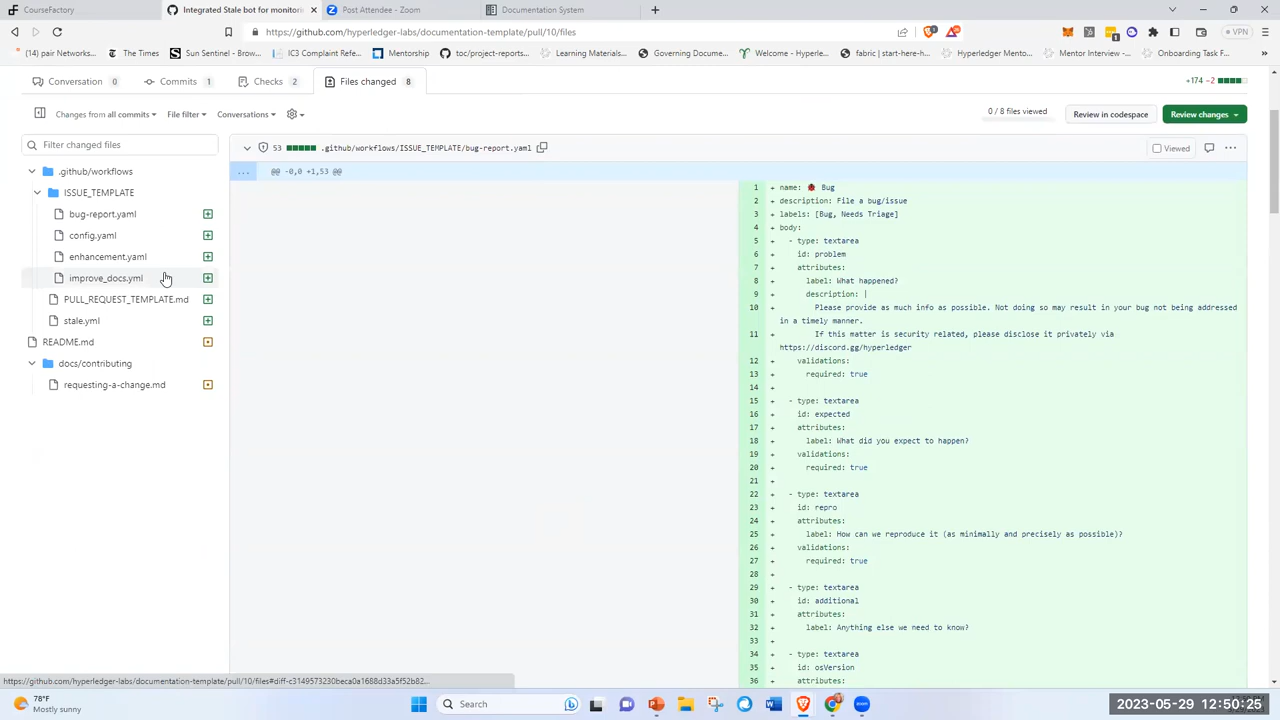 CourseFactory
Integrated Stale bot for monitori
Post Attendee - Zoom
Documentation System
https://github.com/hyperledger-labs/documentation-template/pull/10/files
VPN
(14) pair Networks...
The Times
Sun Sentinel - Brow...
IC3 Complaint Refe...
Mentorship
toc/project-reports...
Learning Materials...
Governing Docume...
Welcome - Hyperle...
fabric | start-here-h...
Hyperledger Mento...
Mentor Interview -...
Onboarding Task F...
Conversation 0
Commits 1
Checks 2
Files changed 8
+174 -2
Changes from all commits
File filter
Conversations
0 / 8 files viewed
Review in codespace
Review changes
Filter changed files
53 .github/workflows/ISSUE_TEMPLATE/bug-report.yaml
Viewed
.github/workflows
ISSUE_TEMPLATE
bug-report.yaml
config.yaml
enhancement.yaml
improve_docs.yml
PULL_REQUEST_TEMPLATE.md
stale.yml
README.md
docs/contributing
requesting-a-change.md
... @@ -0,0 +1,53 @@
1 + name: 🐞 Bug
2 + description: File a bug/issue
3 + labels: [Bug, Needs Triage]
4 + body:
5 + - type: textarea
6 + id: problem
7 + attributes:
8 + label: What happened?
9 + description: |
10 + Please provide as much info as possible. Not doing so may result in your bug not being addressed
in a timely manner.
11 + If this matter is security related, please disclose it privately via
https://discord.gg/hyperledger
12 + validations:
13 + required: true
14 +
15 + - type: textarea
16 + id: expected
17 + attributes:
18 + label: What did you expect to happen?
19 + validations:
20 + required: true
21 +
22 + - type: textarea
23 + id: repro
24 + attributes:
25 + label: How can we reproduce it (as minimally and precisely as possible)?
26 + validations:
27 + required: true
28 +
29 + - type: textarea
30 + id: additional
31 + attributes:
32 + label: Anything else we need to know?
33 +
34 + - type: textarea
35 + id: osVersion
36 + attributes:
https://github.com/hyperledger-labs/documentation-template/pull/10/files#diff-c3149573230beca0a1688d33a5f52b82...
78°F
Mostly sunny
Search
2023-05-29 12:50:25